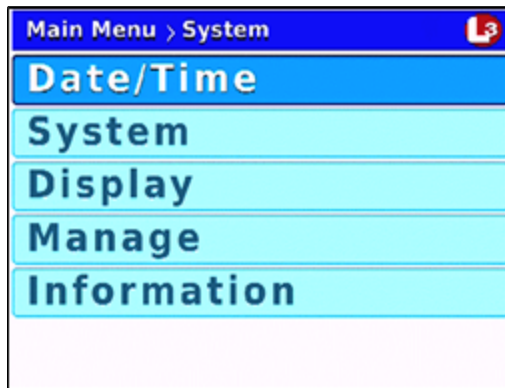 Main Menu > System L3
Date/Time
System
Display
Manage
Information